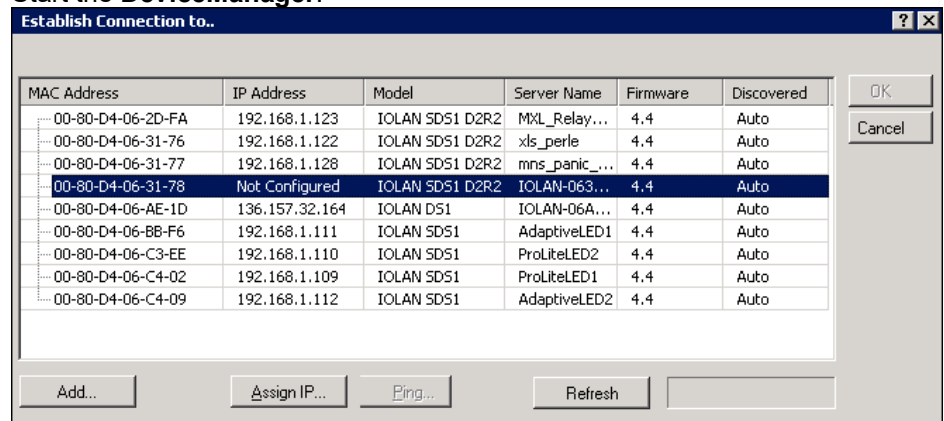 Start the DeviceManager.
Establish Connection to..
MAC Address IP Address Model Server Name Firmware Discovered
00-80-D4-06-2D-FA 192.168.1.123 IOLAN SDS1 D2R2 MXL_Relay... 4.4 Auto
00-80-D4-06-31-76 192.168.1.122 IOLAN SDS1 D2R2 xls_perle 4.4 Auto
00-80-D4-06-31-77 192.168.1.128 IOLAN SDS1 D2R2 mns_panic_... 4.4 Auto
00-80-D4-06-31-78 Not Configured IOLAN SDS1 D2R2 IOLAN-063... 4.4 Auto
00-80-D4-06-AE-1D 136.157.32.164 IOLAN DS1 IOLAN-06A... 4.4 Auto
00-80-D4-06-BB-F6 192.168.1.111 IOLAN SDS1 AdaptiveLED1 4.4 Auto
00-80-D4-06-C3-EE 192.168.1.110 IOLAN SDS1 ProLiteLED2 4.4 Auto
00-80-D4-06-C4-02 192.168.1.109 IOLAN SDS1 ProLiteLED1 4.4 Auto
00-80-D4-06-C4-09 192.168.1.112 IOLAN SDS1 AdaptiveLED2 4.4 Auto
OK
Cancel
Add... Assign IP... Ping... Refresh